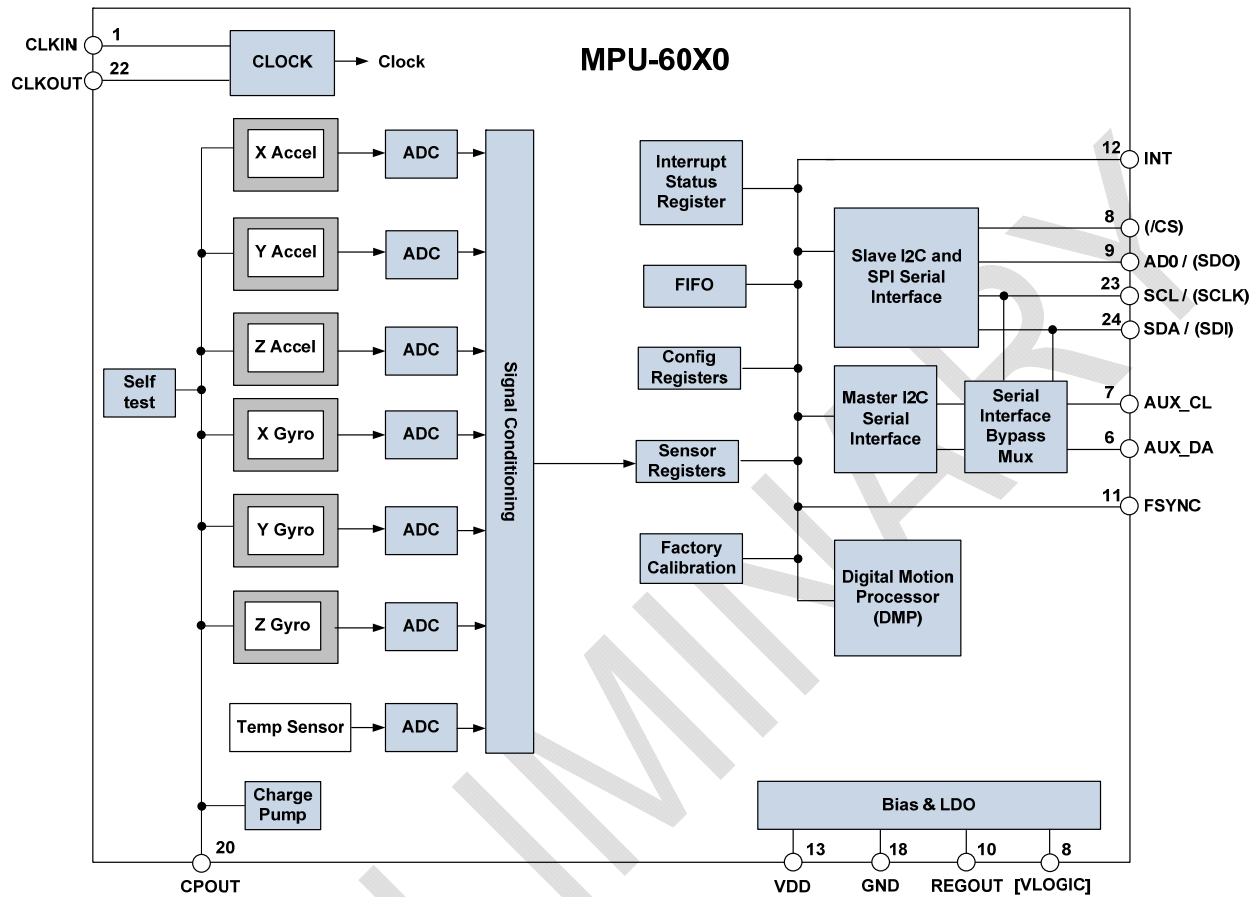 MPU-60X0
CLKIN
1
CLKOUT
22
CLOCK
Clock
X Accel
ADC
Y Accel
ADC
Z Accel
ADC
X Gyro
ADC
Y Gyro
ADC
Z Gyro
ADC
Temp Sensor
ADC
Self
test
Charge
Pump
20
CPOUT
Signal Conditioning
Interrupt
Status
Register
FIFO
Config
Registers
Sensor
Registers
Factory
Calibration
Slave I2C and
SPI Serial
Interface
Master I2C
Serial
Interface
Serial
Interface
Bypass
Mux
Digital Motion
Processor
(DMP)
12
INT
8
(/CS)
9
AD0 / (SDO)
23
SCL / (SCLK)
24
SDA / (SDI)
7
AUX_CL
6
AUX_DA
11
FSYNC
Bias & LDO
13
VDD
18
GND
10
REGOUT
8
[VLOGIC]
LIMINARY